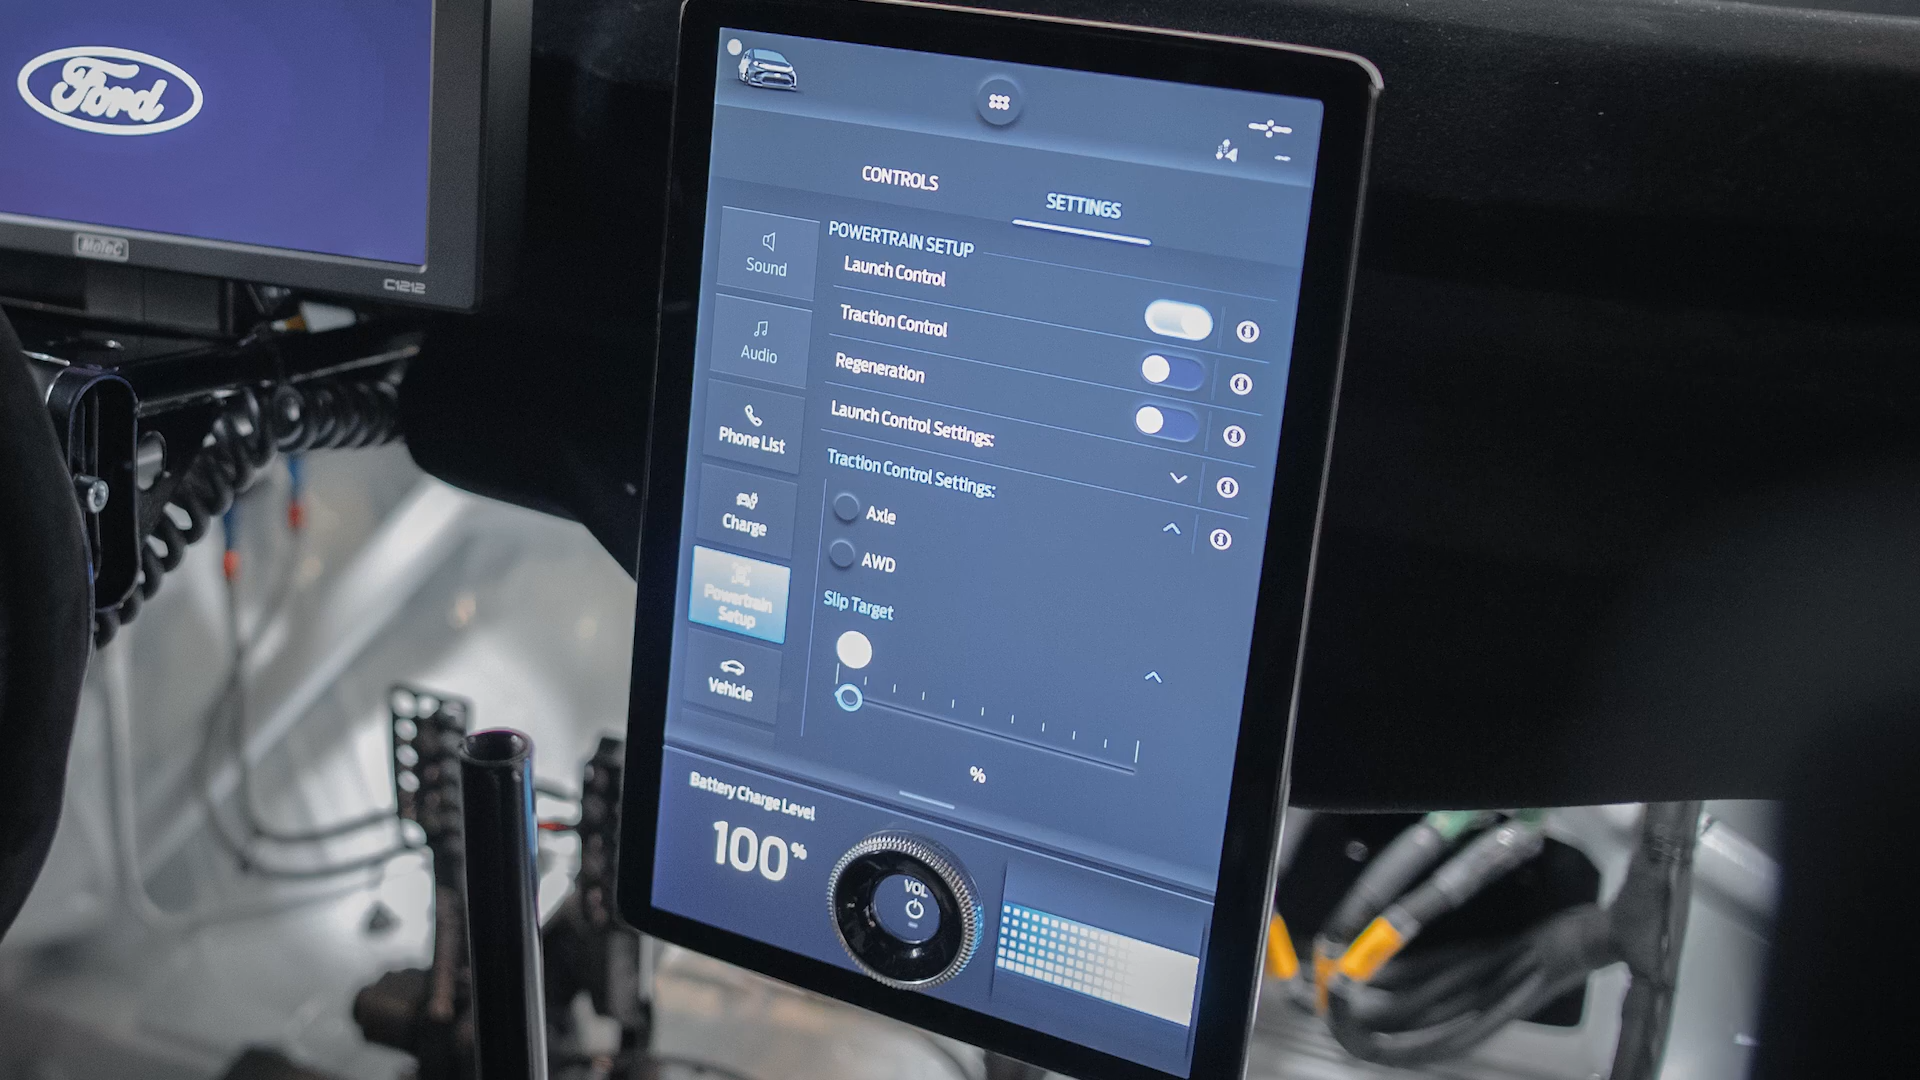 Ford
MoTeC
C1212
CONTROLS
SETTINGS
Sound
Audio
Phone List
Charge
Powertrain
Setup
Vehicle
POWERTRAIN SETUP
Launch Control
Traction Control
Regeneration
Launch Control Settings:
Traction Control Settings:
Axle
AWD
Slip Target
%
Battery Charge Level
100%
VOL